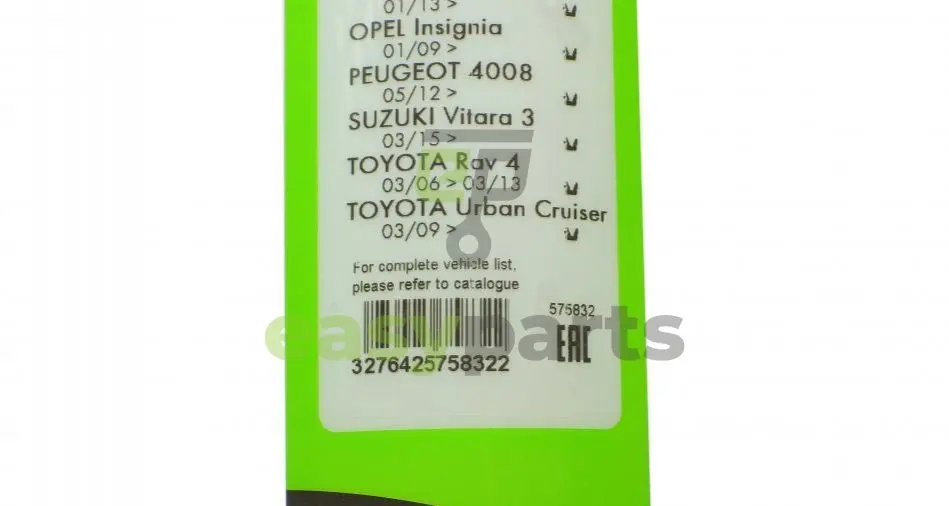 01/13 >
OPEL Insignia
01/09 >
PEUGEOT 4008
05/12 >
SUZUKI Vitara 3
03/15 >
TOYOTA Rav 4
03/06 > 03/13
TOYOTA Urban Cruiser
03/09 >
For complete vehicle list,
please refer to catalogue
575832
EAC
3276425758322
easyparts
EP